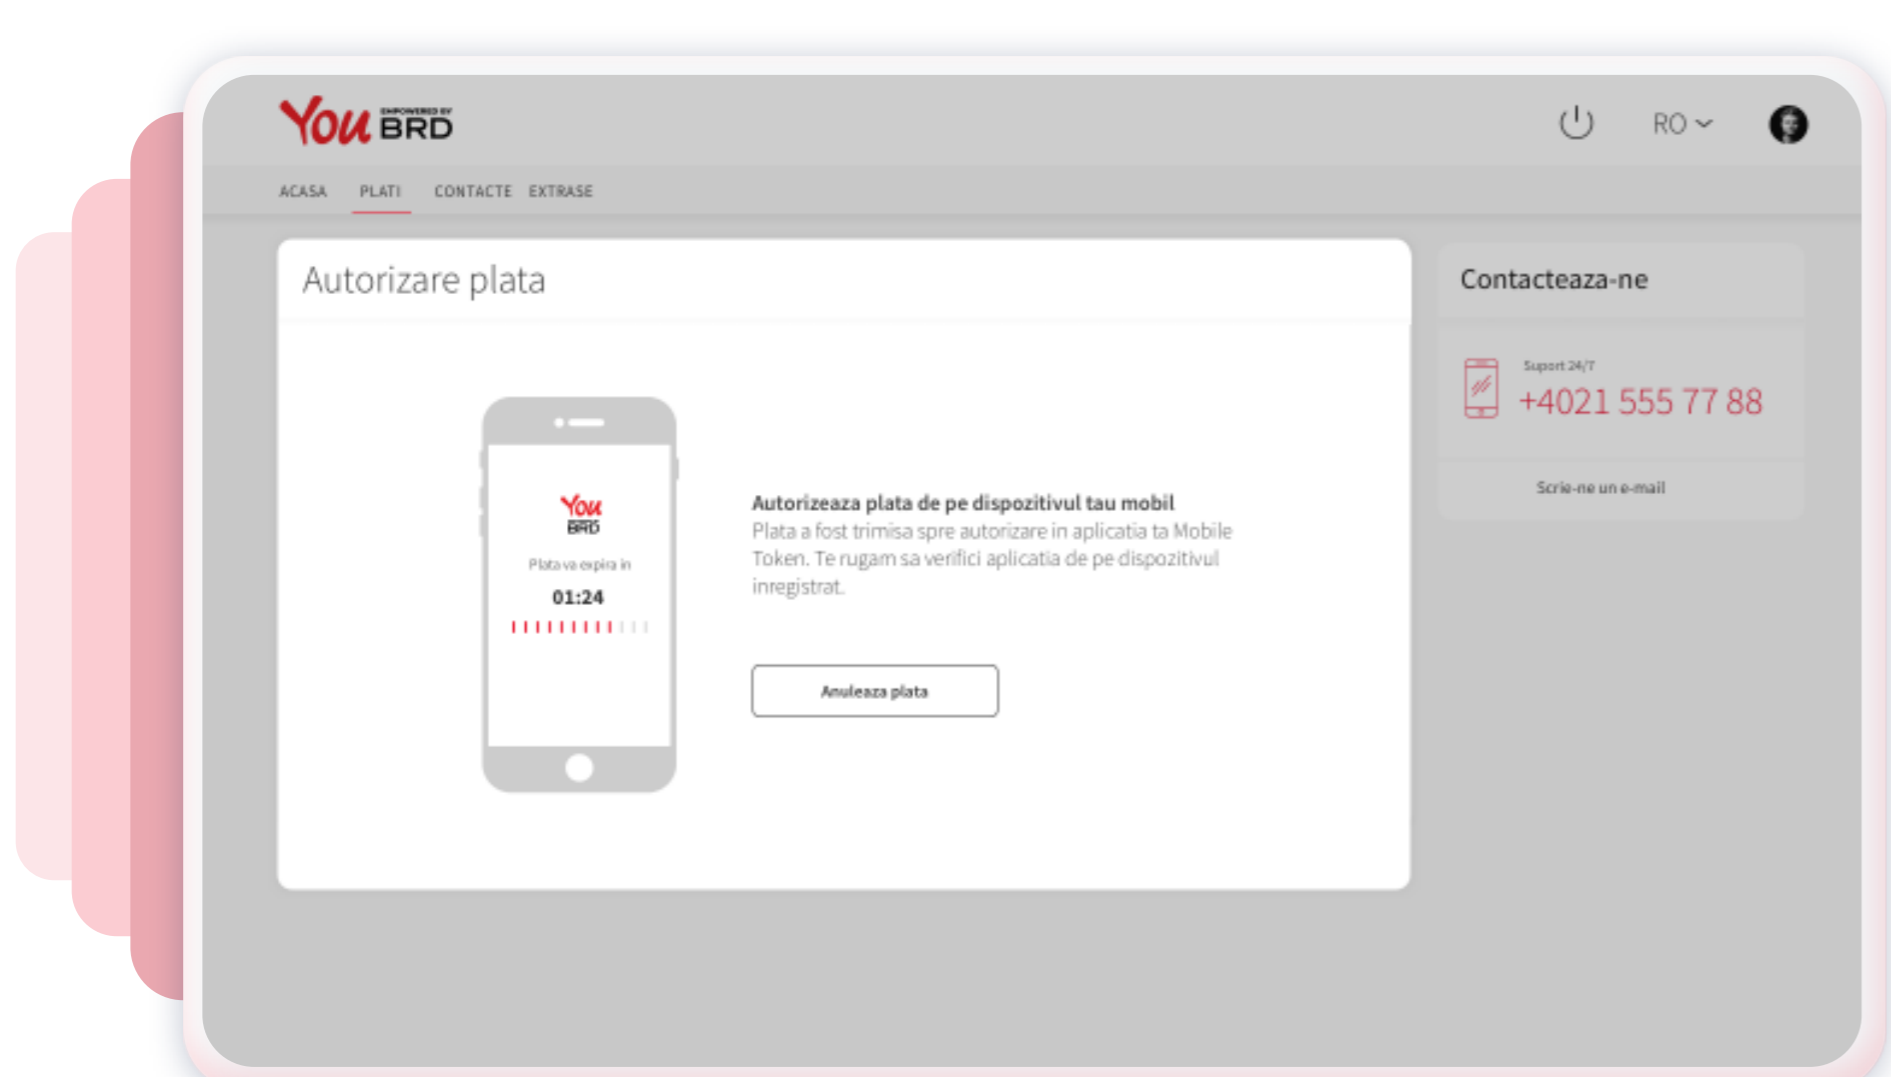 You EMPOWERED BY
BRD
RO
ACASA PLATI CONTACTE EXTRASE
Autorizare plata
You
BRD
Plata va expira in
01:24
Autorizeaza plata de pe dispozitivul tau mobil
Plata a fost trimisa spre autorizare in aplicatia ta Mobile
Token. Te rugam sa verifici aplicatia de pe dispozitivul
inregistrat.
Anuleaza plata
Contacteaza-ne
Suport 24/7
+4021 555 77 88
Scrie-ne un e-mail